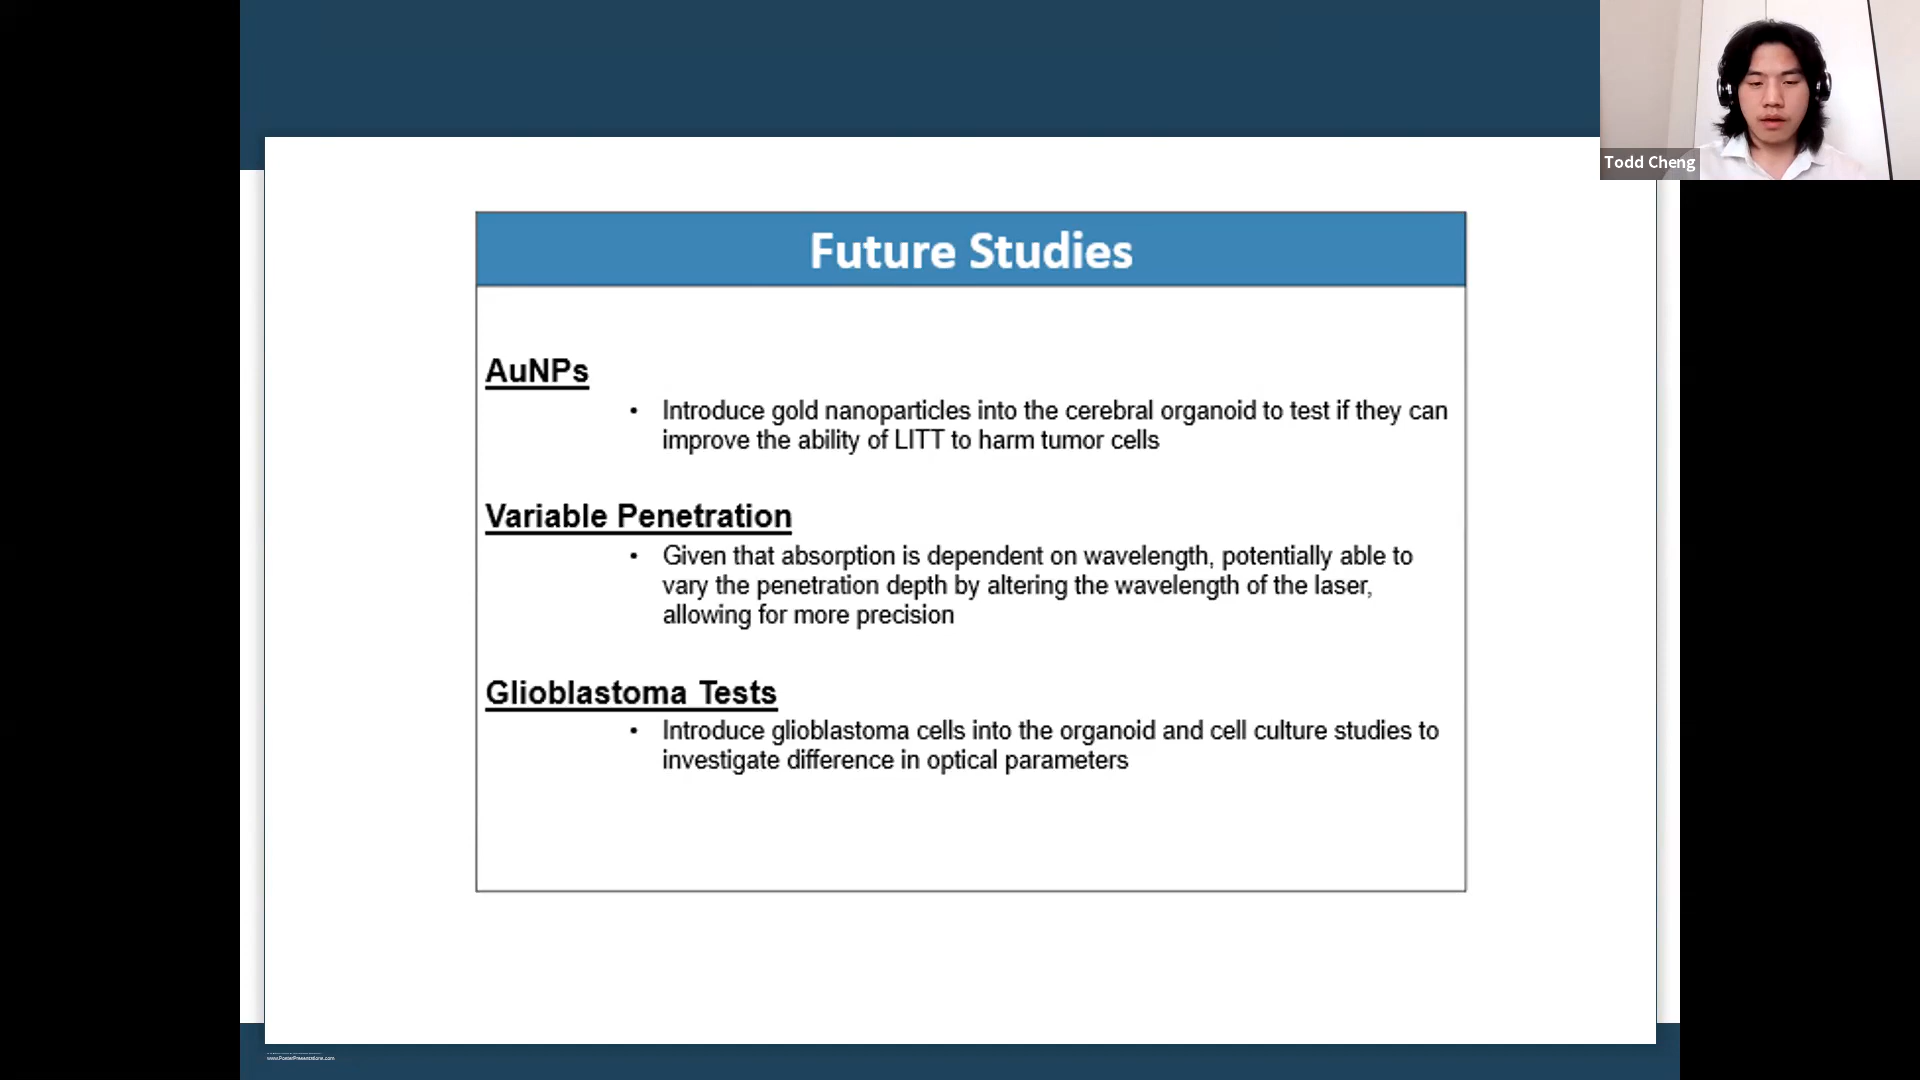 Todd Cheng
Future Studies
AuNPs
• Introduce gold nanoparticles into the cerebral organoid to test if they can
improve the ability of LITT to harm tumor cells
Variable Penetration
• Given that absorption is dependent on wavelength, potentially able to
vary the penetration depth by altering the wavelength of the laser,
allowing for more precision
Glioblastoma Tests
• Introduce glioblastoma cells into the organoid and cell culture studies to
investigate difference in optical parameters
www.PosterPresentations.com